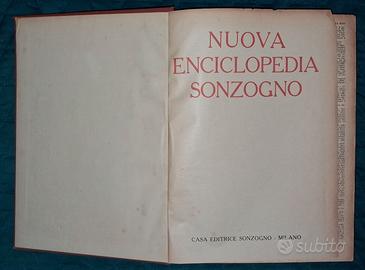 NUOVA
ENCICLOPEDIA
SONZOGNO
CASA EDITRICE SONZOGNO - MILANO
subito